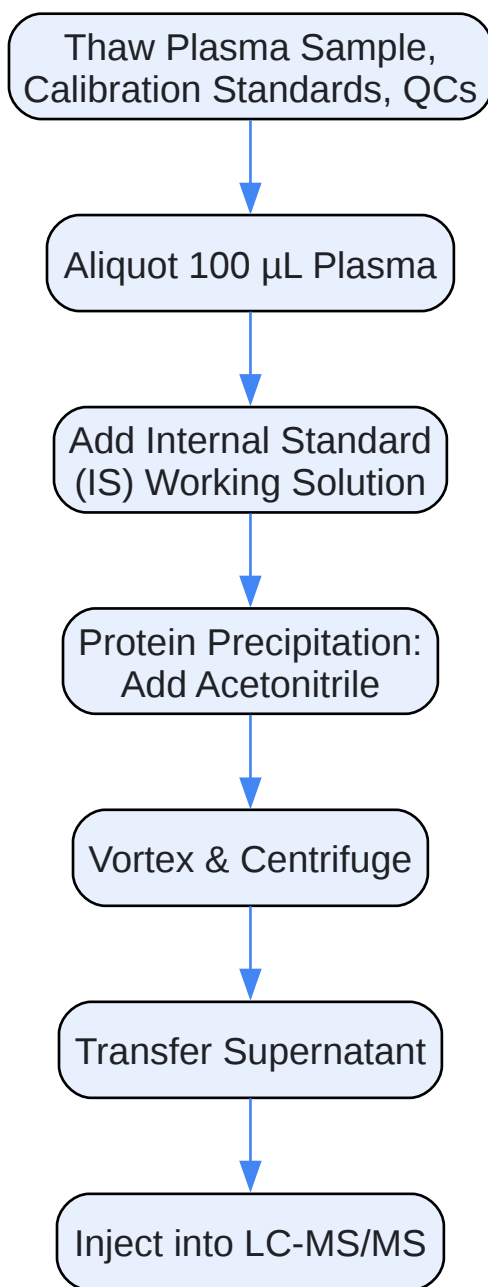 Thaw Plasma Sample,
Calibration Standards, QCs
Aliquot 100 µL Plasma
Add Internal Standard
(IS) Working Solution
Protein Precipitation:
Add Acetonitrile
Vortex & Centrifuge
Transfer Supernatant
Inject into LC-MS/MS